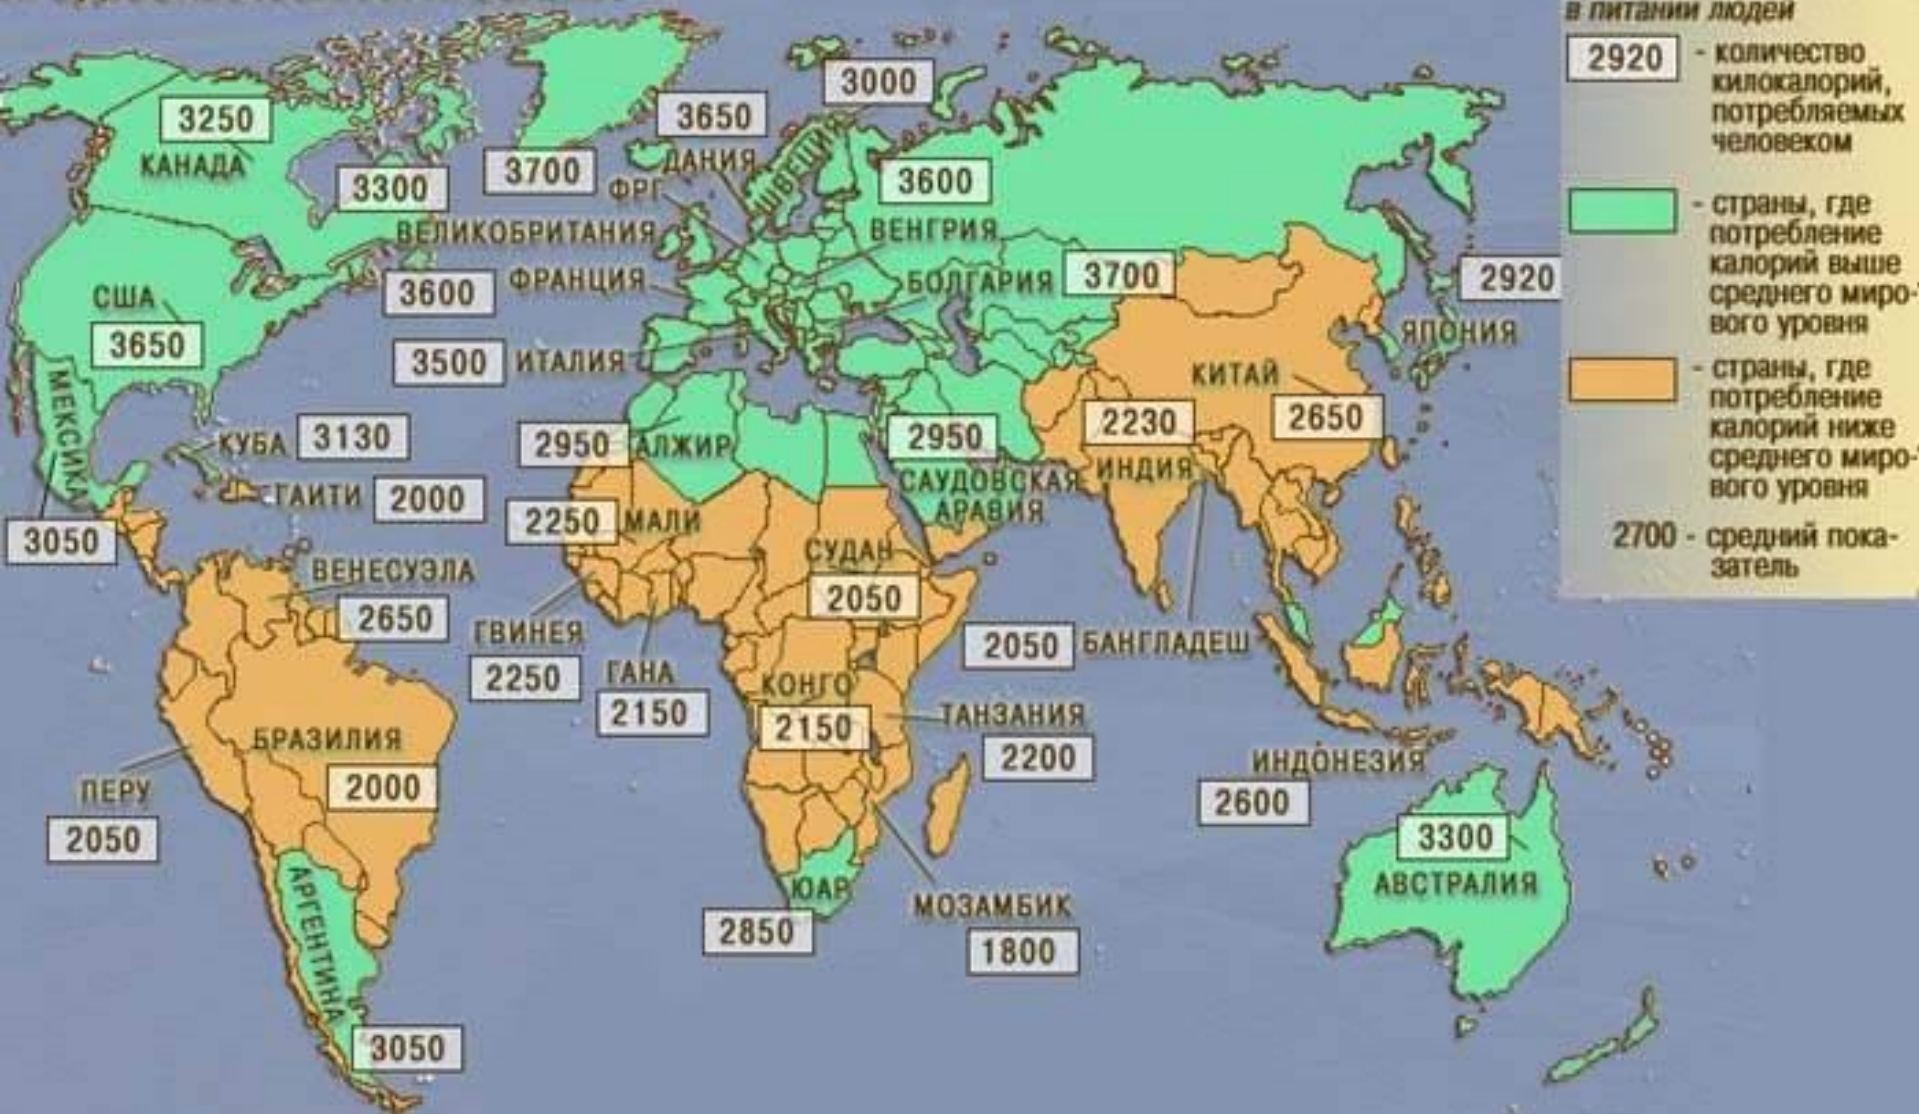 в питании людей
2920 - количество
килокалорий,
потребляемых
человеком
- страны, где
потребление
калорий выше
среднего миро-
вого уровня
- страны, где
потребление
калорий ниже
среднего миро-
вого уровня
2700 - средний пока-
затель
3250
КАНАДА
3300
3700
3650
ДАНИЯ
ФРГ
3000
ШВЕЦИЯ
3600
ВЕЛИКОБРИТАНИЯ
ВЕНГРИЯ
США
3650
3600
ФРАНЦИЯ
БОЛГАРИЯ
3700
2920
ЯПОНИЯ
3500
ИТАЛИЯ
КИТАЙ
2650
МЕКСИКА
3050
КУБА
3130
ГАИТИ
2000
2950
АЛЖИР
2950
САУДОВСКАЯ
АРАВИЯ
2230
ИНДИЯ
2250
МАЛИ
СУДАН
2050
ВЕНЕСУЭЛА
2650
ГВИНЕЯ
2250
ГАНА
2150
КОНГО
2150
2050
БАНГЛАДЕШ
ТАНЗАНИЯ
2200
БРАЗИЛИЯ
2000
ПЕРУ
2050
ИНДОНЕЗИЯ
2600
3300
АВСТРАЛИЯ
АРГЕНТИНА
3050
ЮАР
2850
МОЗАМБИК
1800